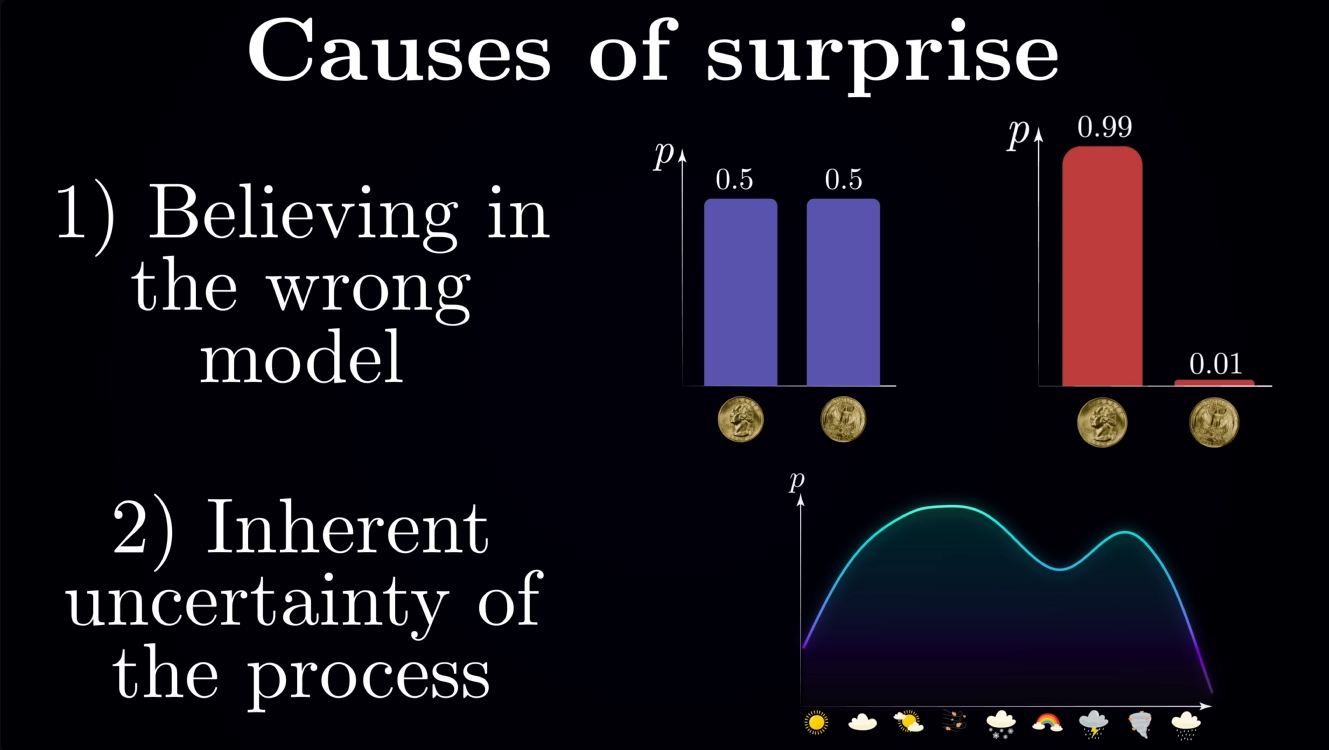 Causes of surprise
1) Believing in
the wrong
model
p
0.5
0.5
p
0.99
0.01
2) Inherent
uncertainty of
the process
p